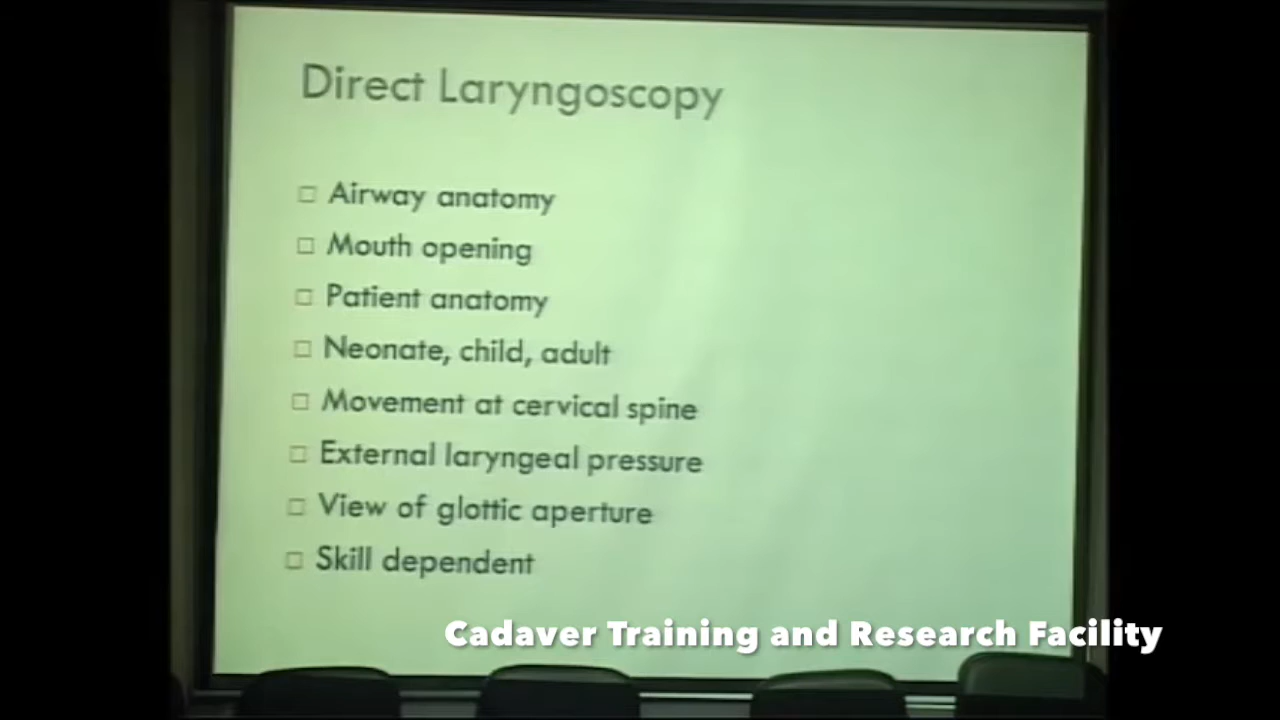 Direct Laryngoscopy
□ Airway anatomy
□ Mouth opening
□ Patient anatomy
□ Neonate, child, adult
□ Movement at cervical spine
□ External laryngeal pressure
□ View of glottic aperture
□ Skill dependent
Cadaver Training and Research Facility